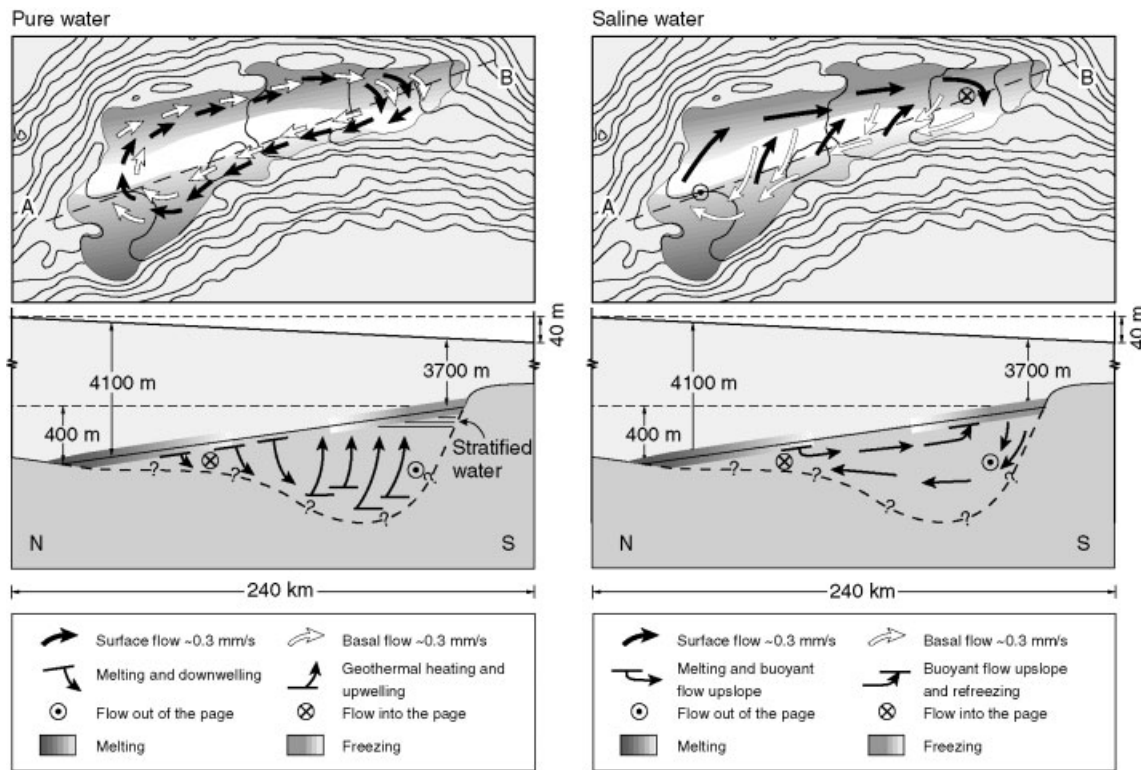 Pure water
B
A
40 m
4100 m
3700 m
400 m
Stratified
water
?
?
?
?
?
?
N
S
240 km
Surface flow ~0.3 mm/s
Basal flow ~0.3 mm/s
Melting and downwelling
Geothermal heating and
upwelling
Flow out of the page
Flow into the page
Melting
Freezing
Saline water
B
A
40 m
4100 m
3700 m
400 m
?
?
?
?
?
?
N
S
240 km
Surface flow ~0.3 mm/s
Basal flow ~0.3 mm/s
Melting and buoyant
flow upslope
Buoyant flow upslope
and refreezing
Flow out of the page
Flow into the page
Melting
Freezing